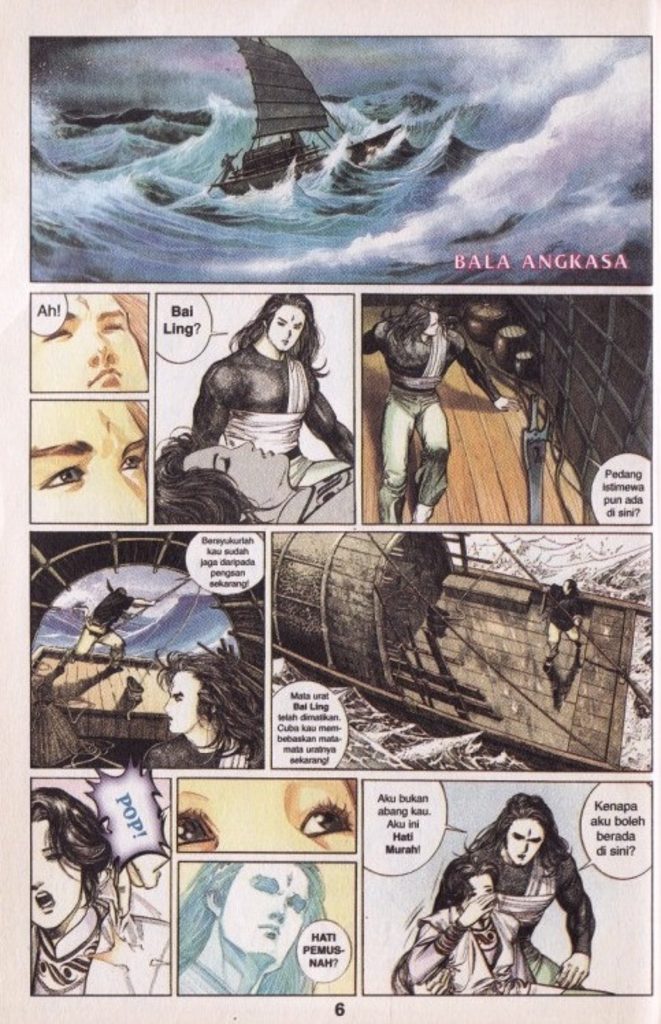 BALA ANGKASA
Ah!
Bai
Ling?
Pedang
istimewa
pun ada
di sini?
Bersyukurlah
kau sudah
jaga daripada
pengsan
sekarang!
Mata urat
Bai Ling
telah dimatikan.
Cuba kau mem-
bebaskan mata-
mata uratnya
sekarang!
POP!
HATI
PEMUS-
NAH?
Aku bukan
abang kau.
Aku ini
Hati
Murah!
Kenapa
aku boleh
berada
di sini?
6